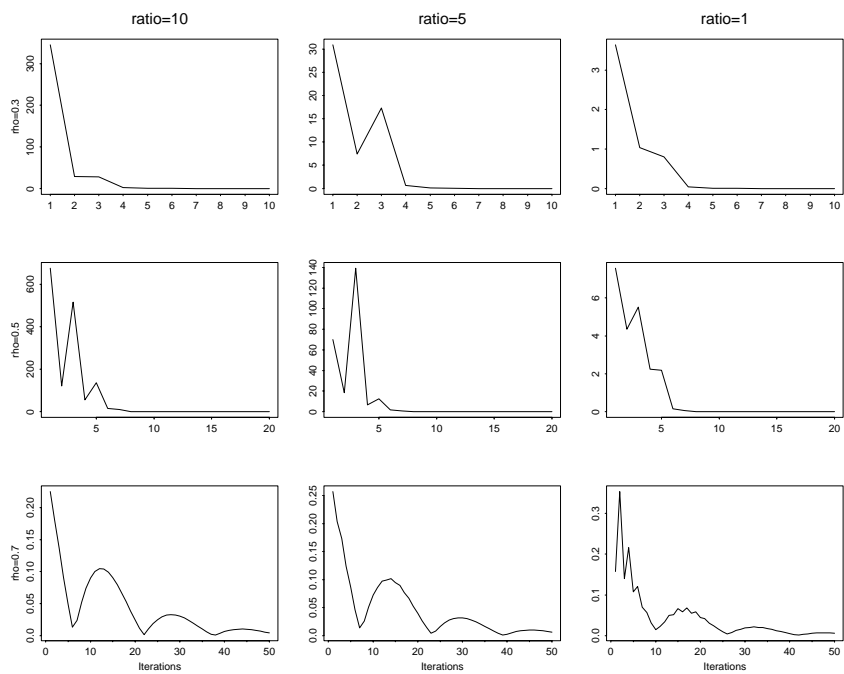 ratio=10 ratio=5 ratio=1
rho=0.3
0 100 200 300
1 2 3 4 5 6 7 8 9 10
0 5 10 15 20 25 30
1 2 3 4 5 6 7 8 9 10
0 1 2 3
1 2 3 4 5 6 7 8 9 10
rho=0.5
0 200 400 600
5 10 15 20
0 20 40 60 80 100 120 140
5 10 15 20
0 2 4 6
5 10 15 20
rho=0.7
0.0 0.05 0.10 0.15 0.20
0 10 20 30 40 50
Iterations
0.0 0.05 0.10 0.15 0.20 0.25
0 10 20 30 40 50
Iterations
0.0 0.1 0.2 0.3
0 10 20 30 40 50
Iterations